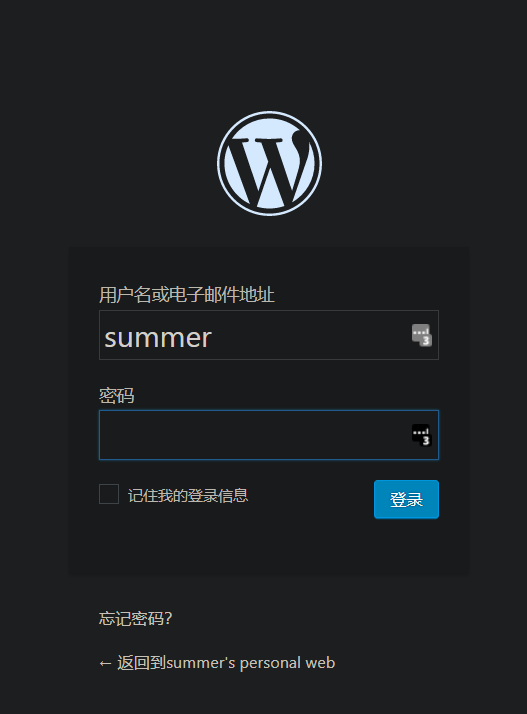 用户名或电子邮件地址
summer
密码
记住我的登录信息
登录
忘记密码?
← 返回到summer's personal web